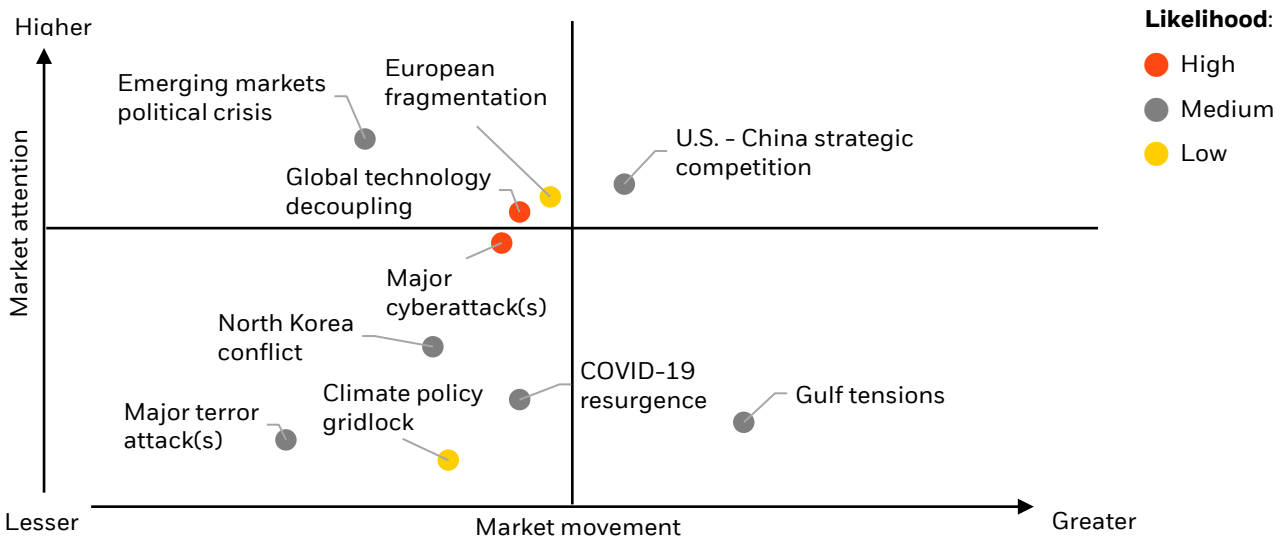 Higher
Likelihood:
High
Medium
Low
Emerging markets
political crisis
European
fragmentation
U.S. - China strategic
competition
Global technology
decoupling
Market attention
Major
cyberattack(s)
North Korea
conflict
COVID-19
resurgence
Climate policy
gridlock
Gulf tensions
Major terror
attack(s)
Lesser
Market movement
Greater